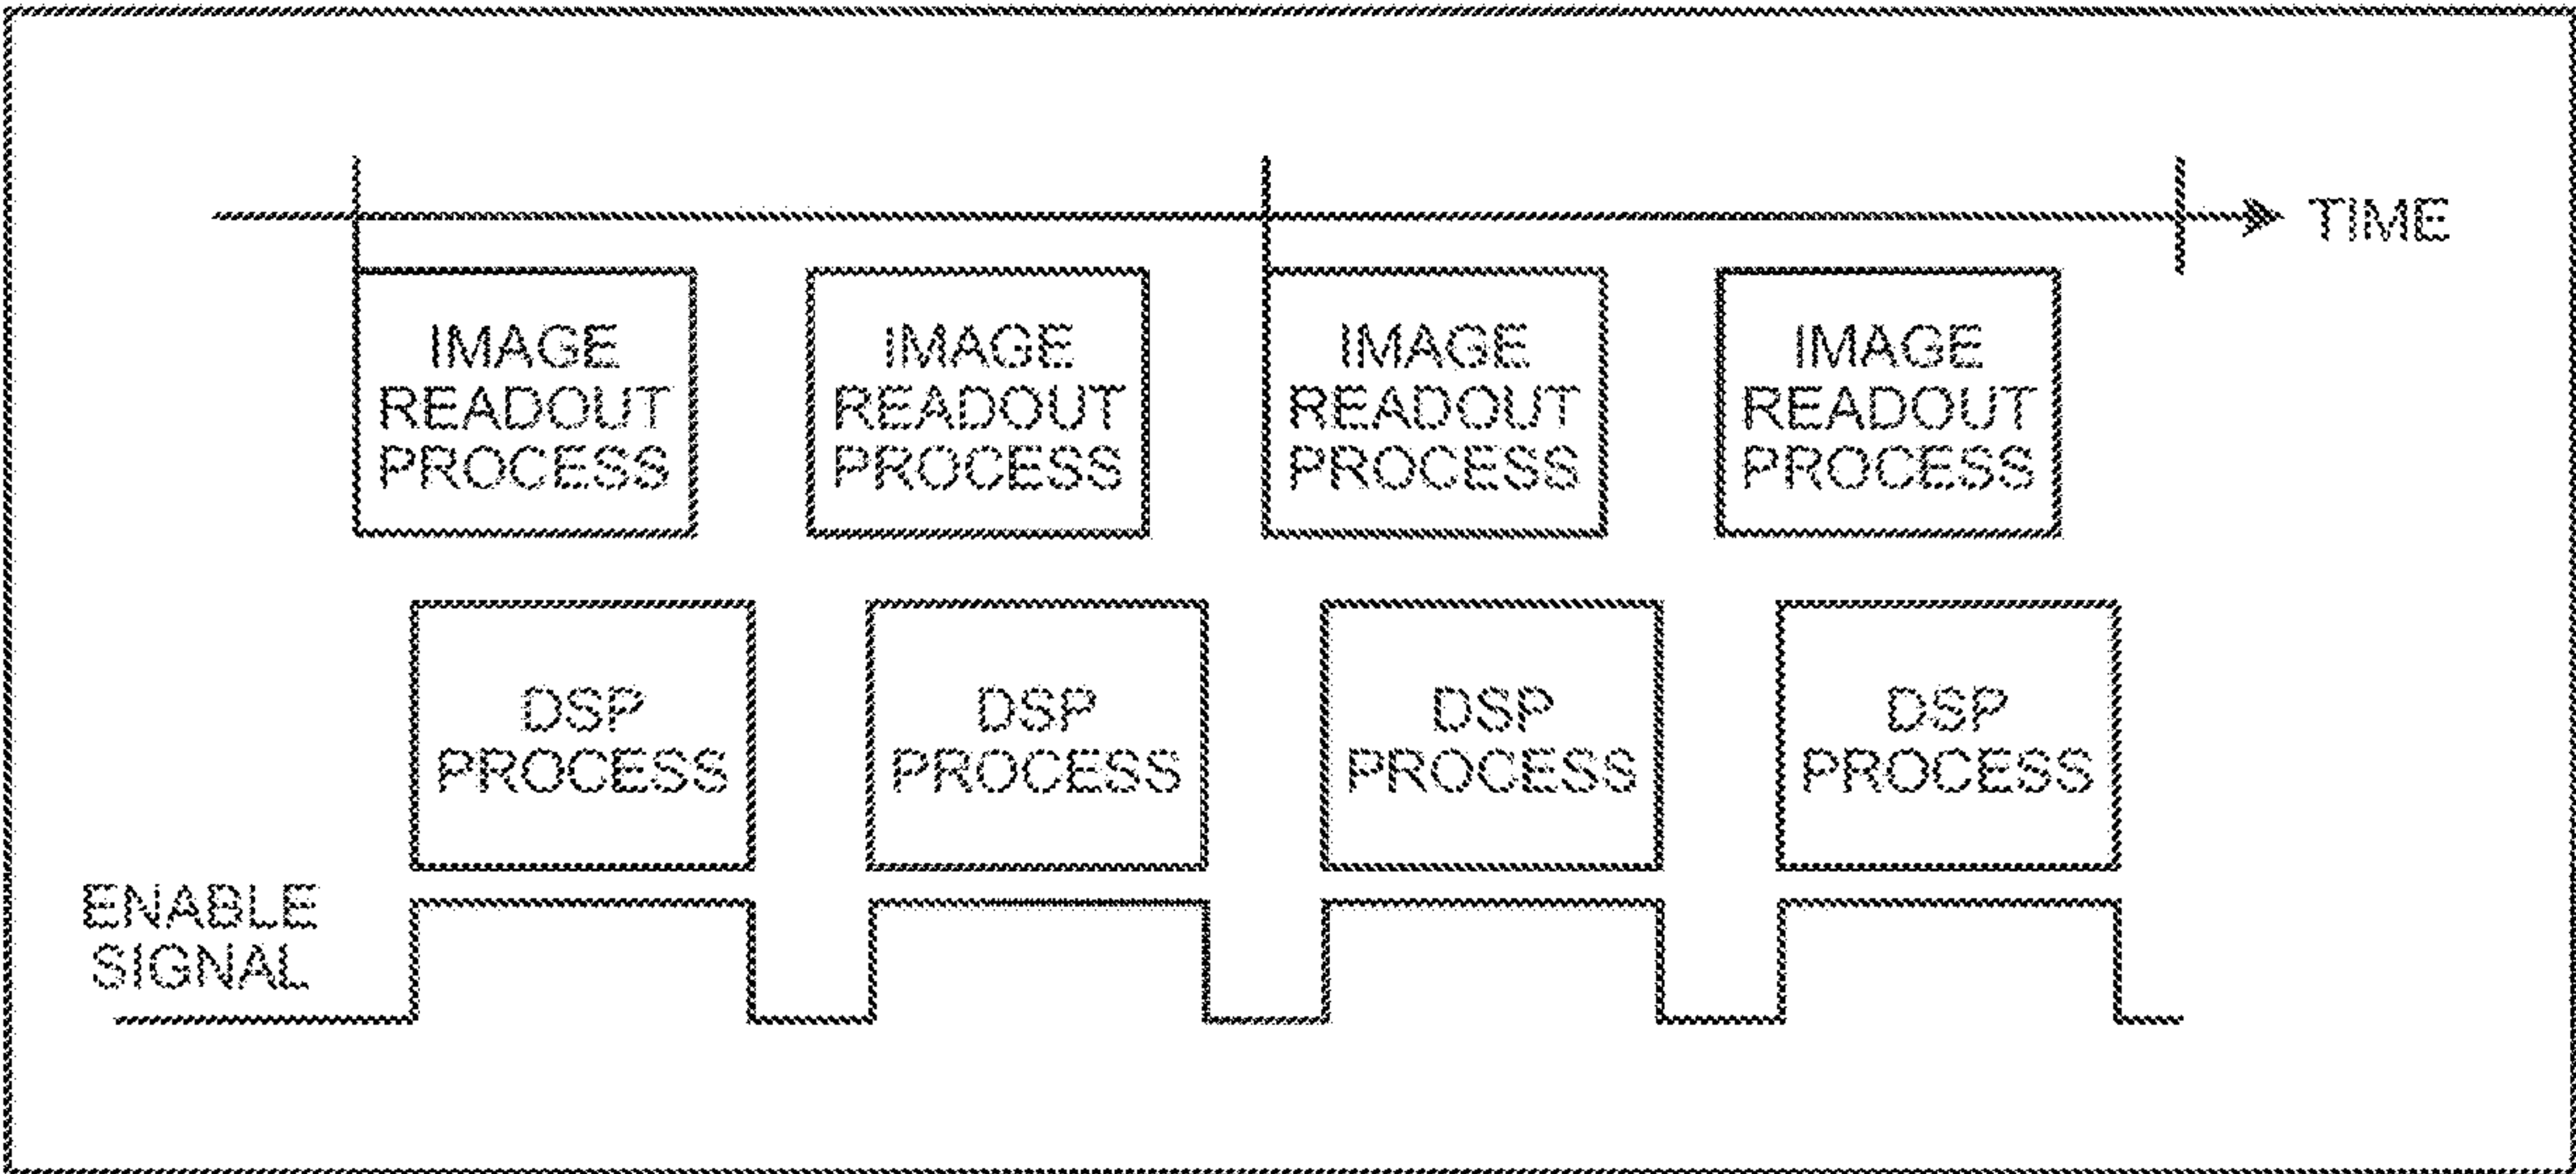 TIME
IMAGE
READOUT
PROCESS
IMAGE
READOUT
PROCESS
IMAGE
READOUT
PROCESS
IMAGE
READOUT
PROCESS
DSP
PROCESS
DSP
PROCESS
DSP
PROCESS
DSP
PROCESS
ENABLE
SIGNAL